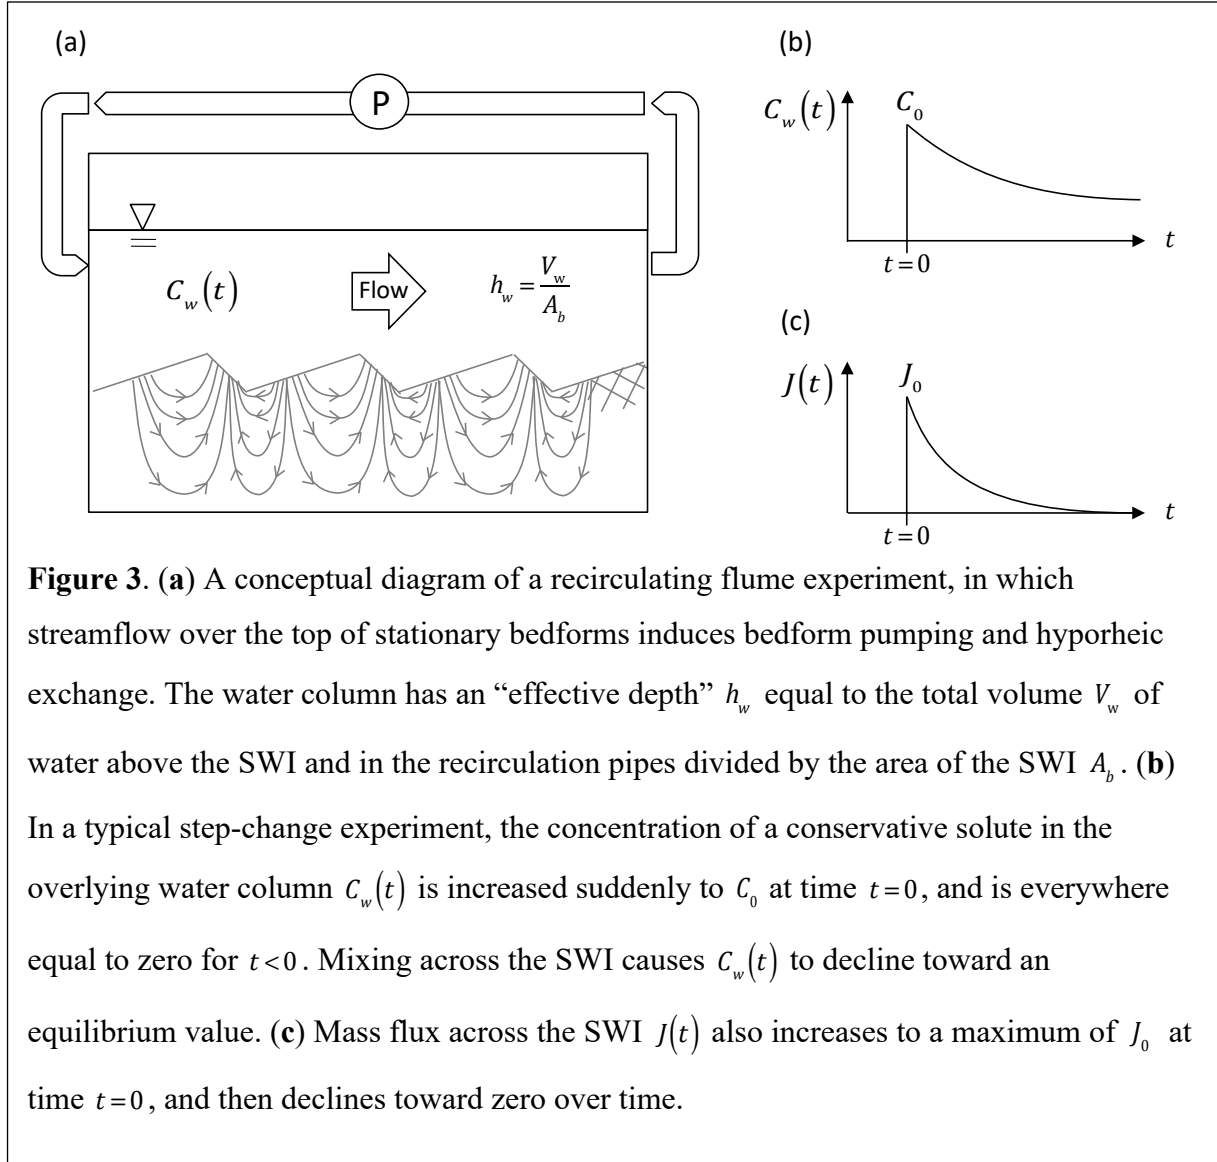 (a)
P
C_w(t)
Flow
h_w = V_w / A_b
(b)
C_w(t)
C_0
t
t = 0
(c)
J(t)
J_0
t
t = 0
Figure 3. (a) A conceptual diagram of a recirculating flume experiment, in which
streamflow over the top of stationary bedforms induces bedform pumping and hyporheic
exchange. The water column has an “effective depth” h_w equal to the total volume V_w of
water above the SWI and in the recirculation pipes divided by the area of the SWI A_b. (b)
In a typical step-change experiment, the concentration of a conservative solute in the
overlying water column C_w(t) is increased suddenly to C_0 at time t=0, and is everywhere
equal to zero for t<0. Mixing across the SWI causes C_w(t) to decline toward an
equilibrium value. (c) Mass flux across the SWI J(t) also increases to a maximum of J_0 at
time t=0, and then declines toward zero over time.